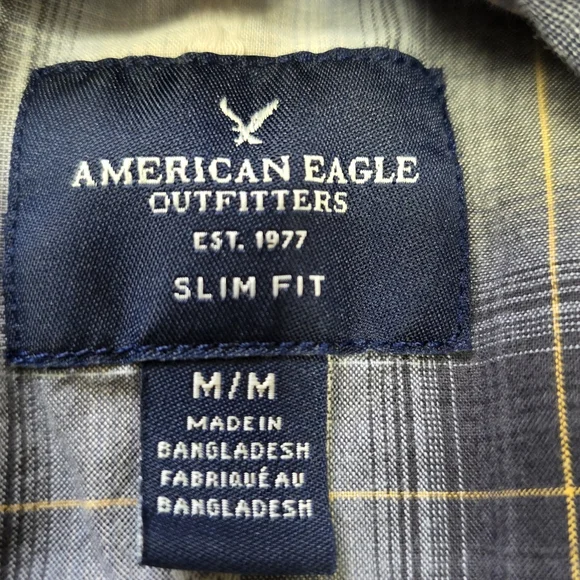 AMERICAN EAGLE
OUTFITTERS
EST. 1977
SLIM FIT
M/M
MADE IN
BANGLADESH
FABRIQUÉ AU
BANGLADESH